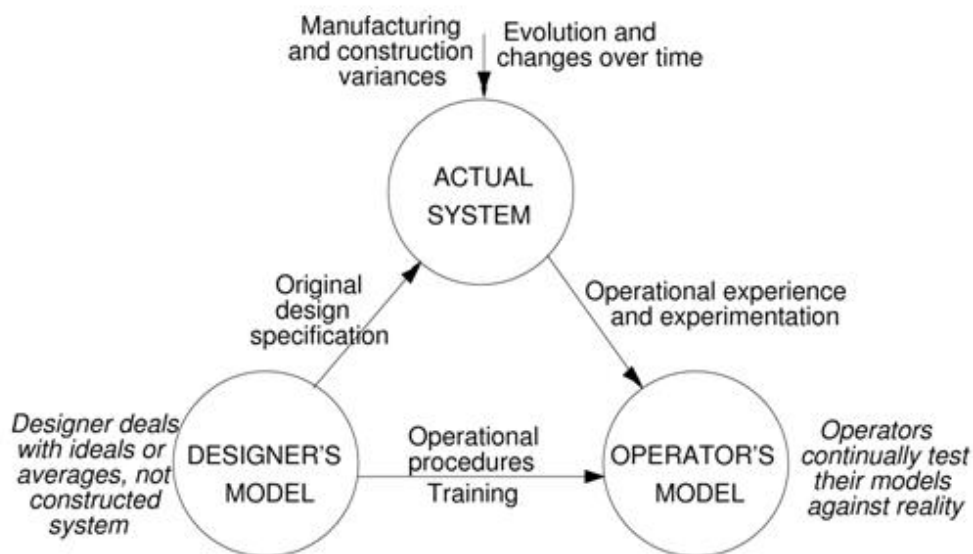 Manufacturing
and construction
variances
Evolution and
changes over time
ACTUAL
SYSTEM
Original
design
specification
Operational experience
and experimentation
Designer deals
with ideals or
averages, not
constructed
system
DESIGNER'S
MODEL
Operational
procedures
Training
OPERATOR'S
MODEL
Operators
continually test
their models
against reality